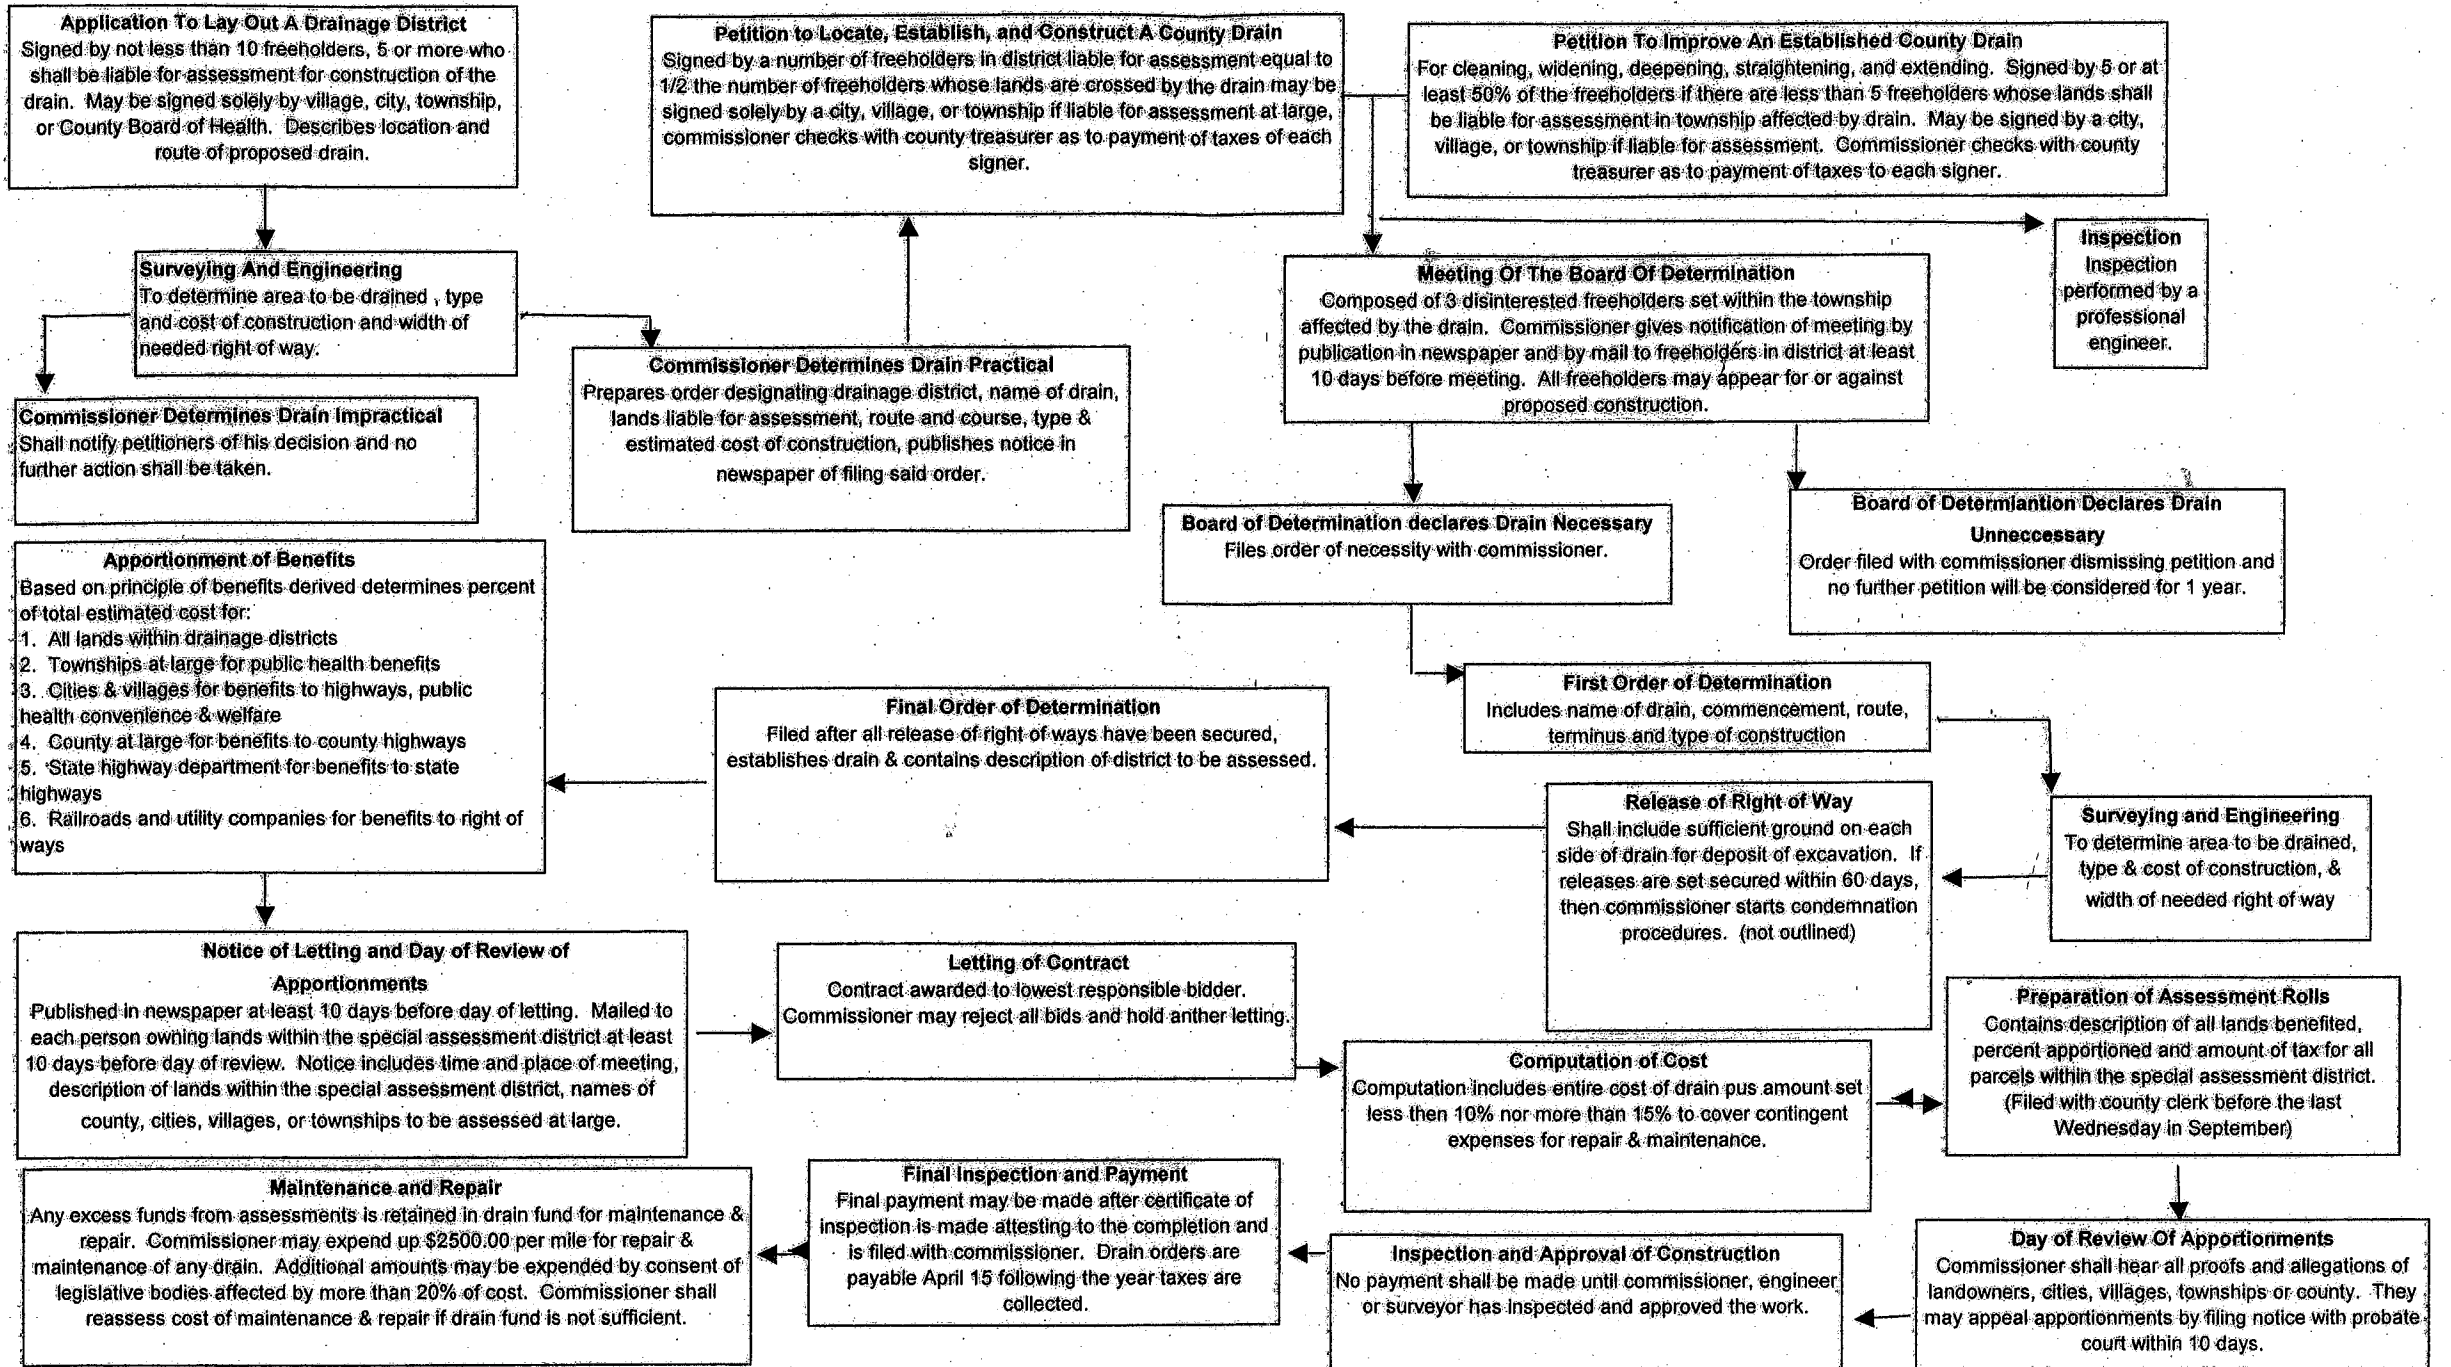 Application To Lay Out A Drainage District
Signed by not less than 10 freeholders, 5 or more who
shall be liable for assessment for construction of the
drain. May be signed solely by village, city, township,
or County Board of Health. Describes location and
route of proposed drain.
Petition to Locate, Establish, and Construct A County Drain
Signed by a number of freeholders in district liable for assessment equal to
1/2 the number of freeholders whose lands are crossed by the drain may be
signed solely by a city, village, or township if liable for assessment at large,
commissioner checks with county treasurer as to payment of taxes of each
signer.
Petition To Improve An Established County Drain
For cleaning, widening, deepening, straightening, and extending. Signed by 5 or at
least 50% of the freeholders if there are less than 5 freeholders whose lands shall
be liable for assessment in township affected by drain. May be signed by a city,
village, or township if liable for assessment. Commissioner checks with county
treasurer as to payment of taxes to each signer.
Surveying And Engineering
To determine area to be drained , type
and cost of construction and width of
needed right of way.
Inspection
Inspection
performed by a
professional
engineer.
Meeting Of The Board Of Determination
Composed of 3 disinterested freeholders set within the township
affected by the drain. Commissioner gives notification of meeting by
publication in newspaper and by mail to freeholders in district at least
10 days before meeting. All freeholders may appear for or against
proposed construction.
Commissioner Determines Drain Impractical
Shall notify petitioners of his decision and no
further action shall be taken.
Commissioner Determines Drain Practical
Prepares order designating drainage district, name of drain,
lands liable for assessment, route and course, type &
estimated cost of construction, publishes notice in
newspaper of filing said order.
Board of Determination declares Drain Necessary
Files order of necessity with commissioner.
Board of Determiantion Declares Drain
Unneccessary
Order filed with commissioner dismissing petition and
no further petition will be considered for 1 year.
Apportionment of Benefits
Based on principle of benefits derived determines percent
of total estimated cost for:
1. All lands within drainage districts
2. Townships at large for public health benefits
3. Cities & villages for benefits to highways, public
health convenience & welfare
4. County at large for benefits to county highways
5. State highway department for benefits to state
highways
6. Railroads and utility companies for benefits to right of
ways
Final Order of Determination
Filed after all release of right of ways have been secured,
establishes drain & contains description of district to be assessed.
First Order of Determination
Includes name of drain, commencement, route,
terminus and type of construction
Release of Right of Way
Shall include sufficient ground on each
side of drain for deposit of excavation. If
releases are set secured within 60 days,
then commissioner starts condemnation
procedures. (not outlined)
Surveying and Engineering
To determine area to be drained,
type & cost of construction, &
width of needed right of way
Notice of Letting and Day of Review of
Apportionments
Published in newspaper at least 10 days before day of letting. Mailed to
each person owning lands within the special assessment district at least
10 days before day of review. Notice includes time and place of meeting,
description of lands within the special assessment district, names of
county, cities, villages, or townships to be assessed at large.
Letting of Contract
Contract awarded to lowest responsible bidder.
Commissioner may reject all bids and hold anther letting.
Computation of Cost
Computation includes entire cost of drain pus amount set
less then 10% nor more than 15% to cover contingent
expenses for repair & maintenance.
Preparation of Assessment Rolls
Contains description of all lands benefited,
percent apportioned and amount of tax for all
parcels within the special assessment district.
(Filed with county clerk before the last
Wednesday in September)
Maintenance and Repair
Any excess funds from assessments is retained in drain fund for maintenance &
repair. Commissioner may expend up $2500.00 per mile for repair &
maintenance of any drain. Additional amounts may be expended by consent of
legislative bodies affected by more than 20% of cost. Commissioner shall
reassess cost of maintenance & repair if drain fund is not sufficient.
Final Inspection and Payment
Final payment may be made after certificate of
inspection is made attesting to the completion and
is filed with commissioner. Drain orders are
payable April 15 following the year taxes are
collected.
Inspection and Approval of Construction
No payment shall be made until commissioner, engineer
or surveyor has inspected and approved the work.
Day of Review Of Apportionments
Commissioner shall hear all proofs and allegations of
landowners, cities, villages, townships or county. They
may appeal apportionments by filing notice with probate
court within 10 days.